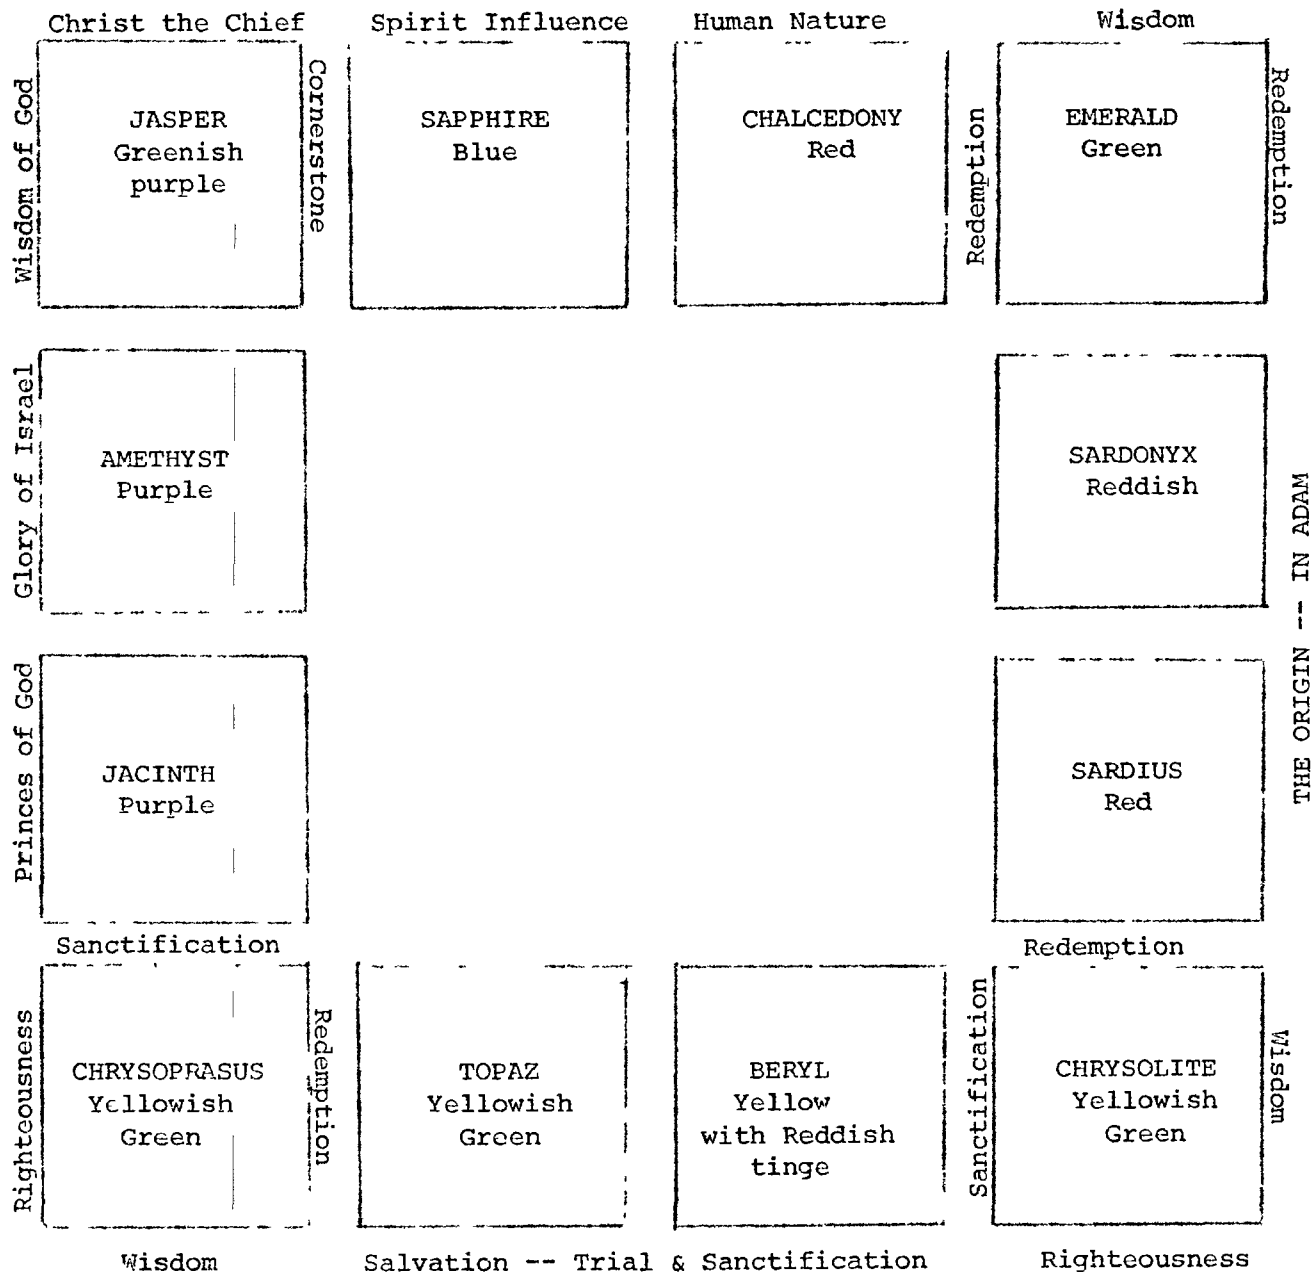 Christ the Chief
Spirit Influence
Human Nature
Wisdom
Wisdom of God
JASPER
Greenish
purple
Cornerstone
SAPPHIRE
Blue
CHALCEDONY
Red
Redemption
EMERALD
Green
Redemption
Glory of Israel
AMETHYST
Purple
SARDONYX
Reddish
THE ORIGIN -- IN ADAM
Princes of God
JACINTH
Purple
SARDIUS
Red
Sanctification
Redemption
Righteousness
CHRYSOPRASUS
Yellowish
Green
Redemption
TOPAZ
Yellowish
Green
BERYL
Yellow
with Reddish
tinge
Sanctification
CHRYSOLITE
Yellowish
Green
Wisdom
Wisdom
Salvation -- Trial & Sanctification
Righteousness